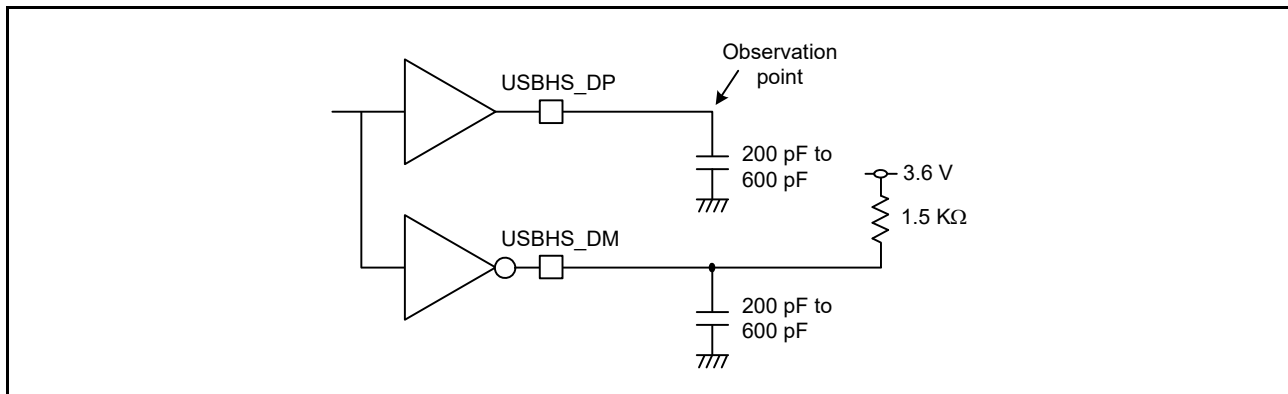 Observation
point
USBHS_DP
200 pF to
600 pF
3.6 V
1.5 KΩ
USBHS_DM
200 pF to
600 pF